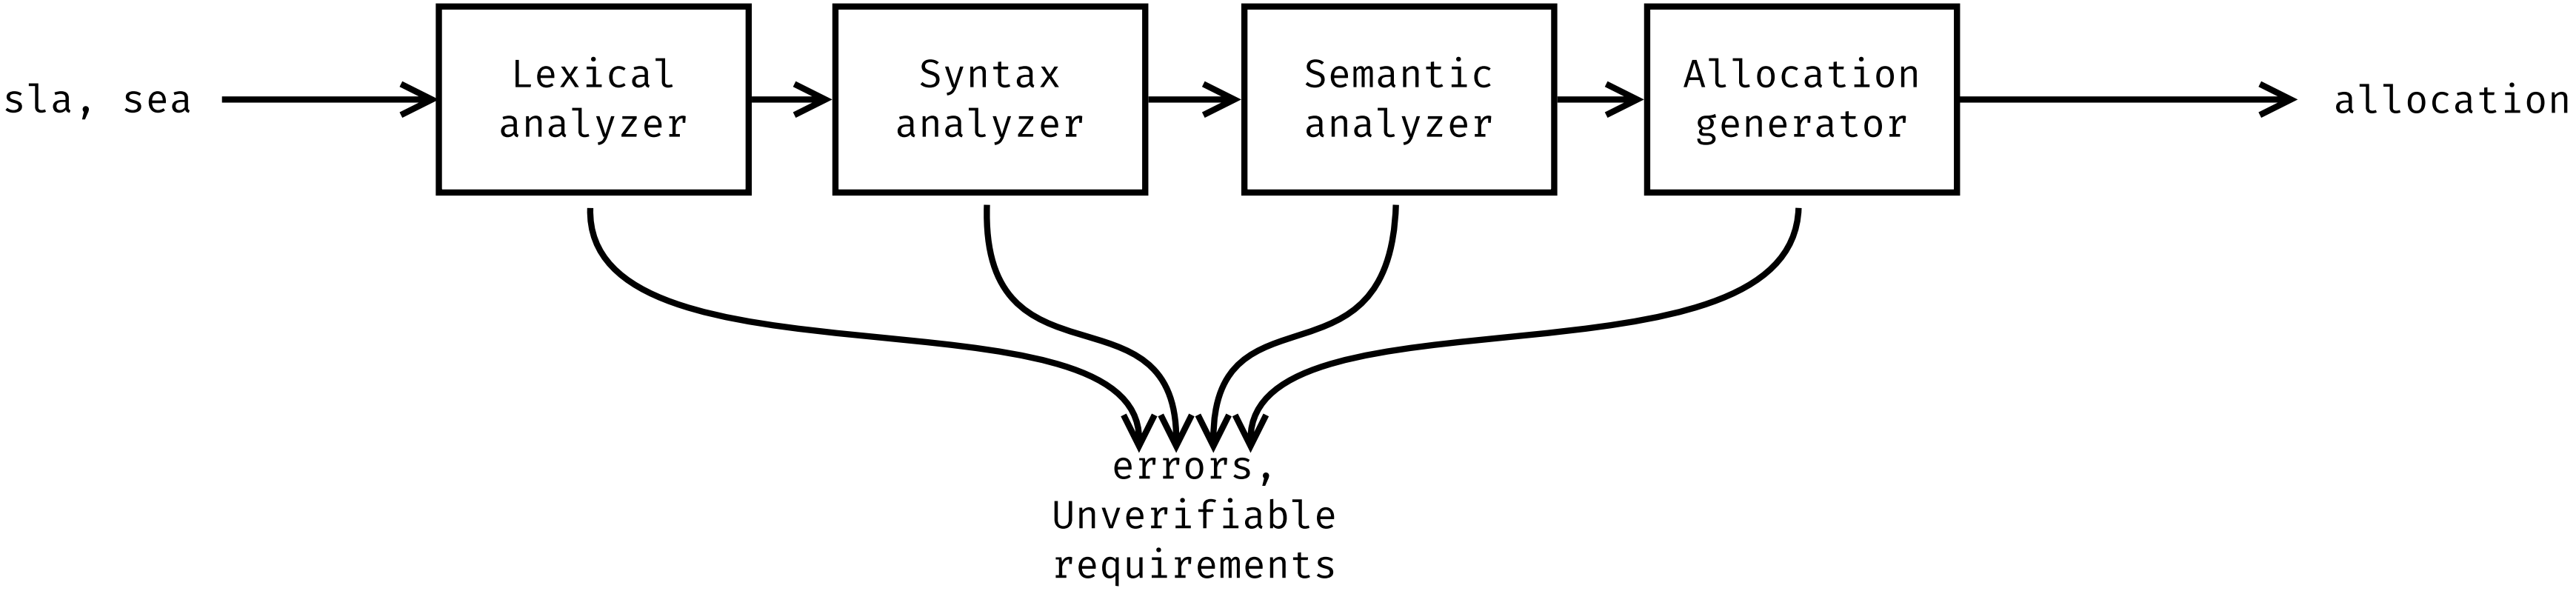 sla, sea
Lexical
analyzer
Syntax
analyzer
Semantic
analyzer
Allocation
generator
allocation
errors,
Unverifiable
requirements